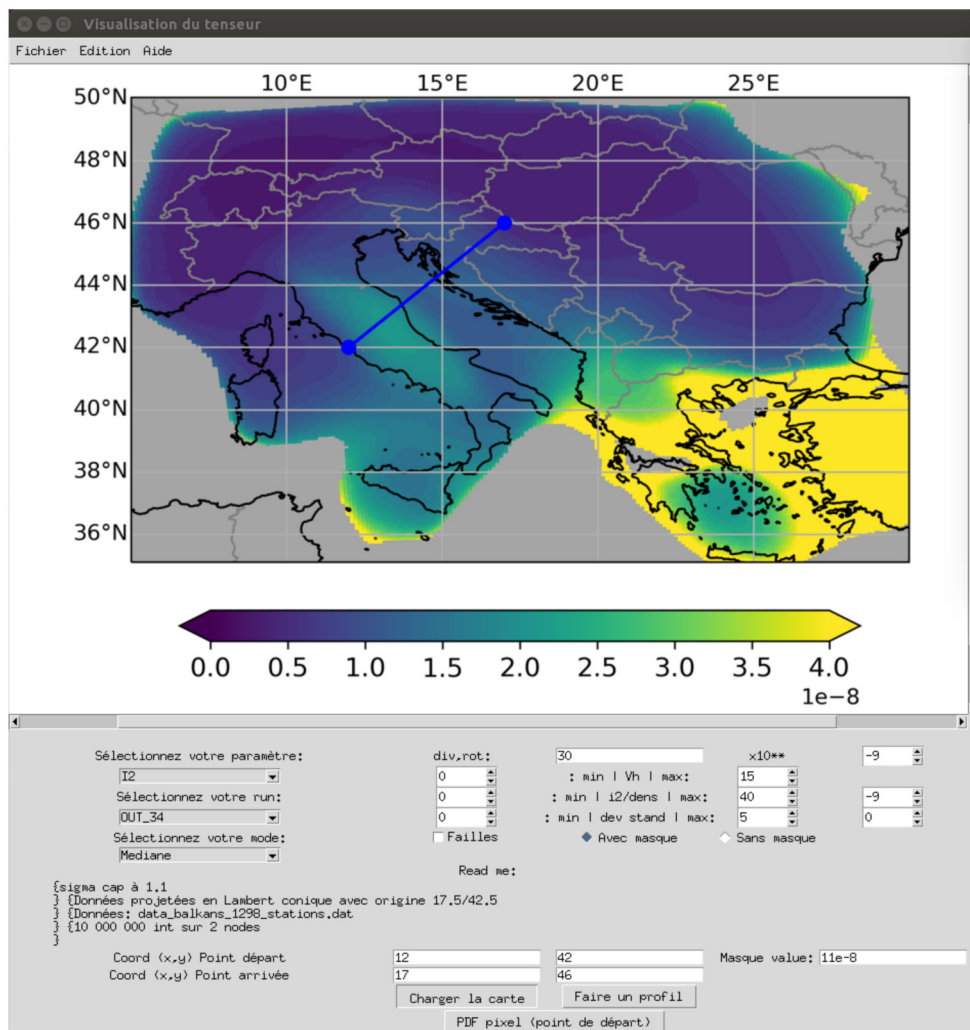 Visualisation du tenseur
Fichier Edition Aide
10°E 15°E 20°E 25°E
50°N
48°N
46°N
44°N
42°N
40°N
38°N
36°N
0.0 0.5 1.0 1.5 2.0 2.5 3.0 3.5 4.0
1e-8
Sélectionnez votre paramètre: div,rot: 30 x10** -9
I2 0 : min | Vh | max: 15
Sélectionnez votre run: 0 : min | i2/dens | max: 40 -9
OUT_34 0 : min | dev stand | max: 5 0
Sélectionnez votre mode: Failles Avec masque Sans masque
Mediane
Read me:
{sigma cap à 1.1
} {Données projetées en Lambert conique avec origine 17.5/42.5
} {Données: data_balkans_1298_stations.dat
} {10 000 000 int sur 2 nodes
}
Coord (x,y) Point départ 12 42 Masque value: 11e-8
Coord (x,y) Point arrivée 17 46
Charger la carte Faire un profil
PDF pixel (point de départ)